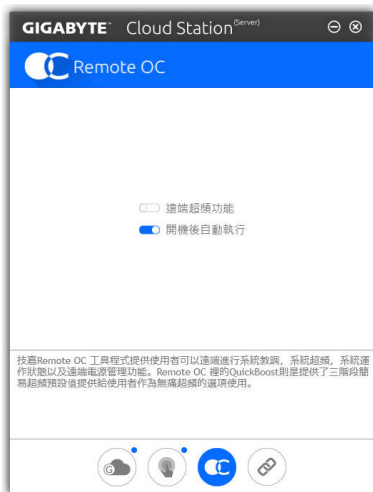 GIGABYTE™ Cloud Station (Server)
Remote OC
遠端超頻功能
開機後自動執行
技嘉Remote OC 工具程式提供使用者可以遠端進行系統教調，系統超頻，系統運
作狀態以及遠端電源管理功能。Remote OC 裡的QuickBoost則是提供了三階段簡
易超頻預設值提供給使用者作為無痛超頻的選項使用。
G